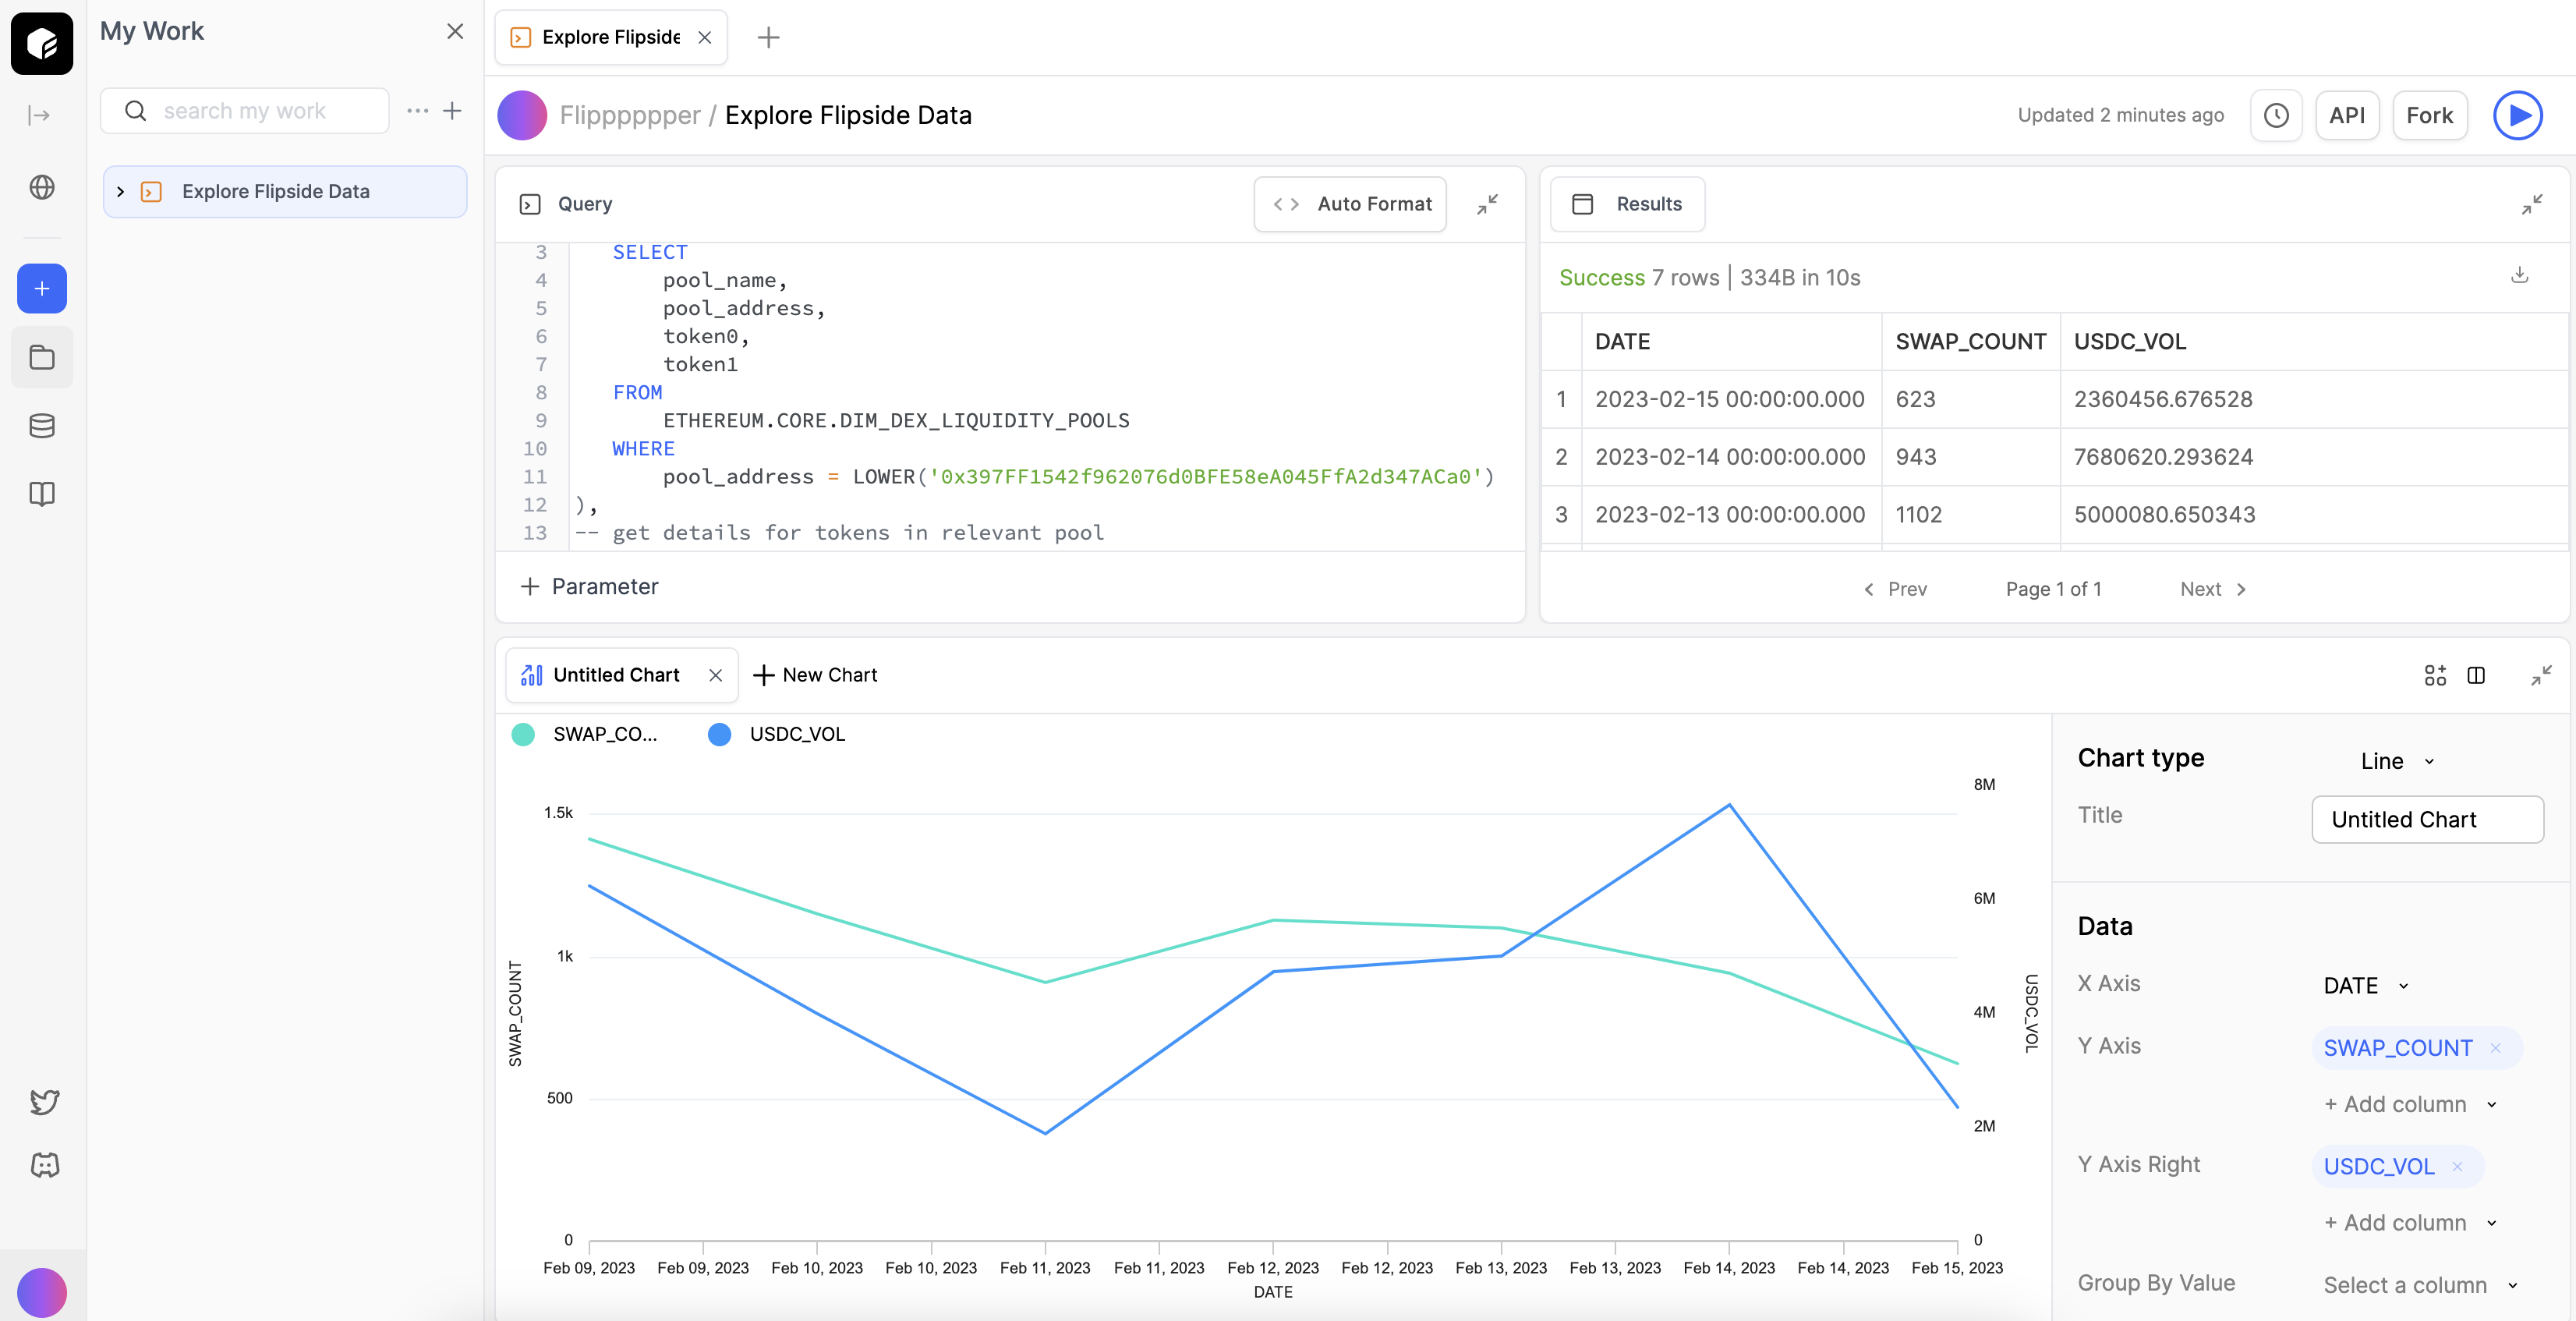 My Work
search my work
Explore Flipside Data
Explore Flipside
Flipppppper / Explore Flipside Data
Updated 2 minutes ago
API
Fork
Query
Auto Format
3 SELECT
4 pool_name,
5 pool_address,
6 token0,
7 token1
8 FROM
9 ETHEREUM.CORE.DIM_DEX_LIQUIDITY_POOLS
10 WHERE
11 pool_address = LOWER('0x397FF1542f962076d0BFE58eA045FfA2d347ACa0')
12 ),
13 -- get details for tokens in relevant pool
+ Parameter
Results
Success 7 rows | 334B in 10s
DATE SWAP_COUNT USDC_VOL
1 2023-02-15 00:00:00.000 623 2360456.676528
2 2023-02-14 00:00:00.000 943 7680620.293624
3 2023-02-13 00:00:00.000 1102 5000080.650343
Prev Page 1 of 1 Next
Untitled Chart
New Chart
SWAP_CO... USDC_VOL
1.5k
1k
500
0
SWAP_COUNT
8M
6M
4M
2M
0
USDC_VOL
Feb 09, 2023 Feb 09, 2023 Feb 10, 2023 Feb 10, 2023 Feb 11, 2023 Feb 11, 2023 Feb 12, 2023 Feb 12, 2023 Feb 13, 2023 Feb 13, 2023 Feb 14, 2023 Feb 14, 2023 Feb 15, 2023
DATE
Chart type Line
Title Untitled Chart
Data
X Axis DATE
Y Axis SWAP_COUNT
+ Add column
Y Axis Right USDC_VOL
+ Add column
Group By Value Select a column